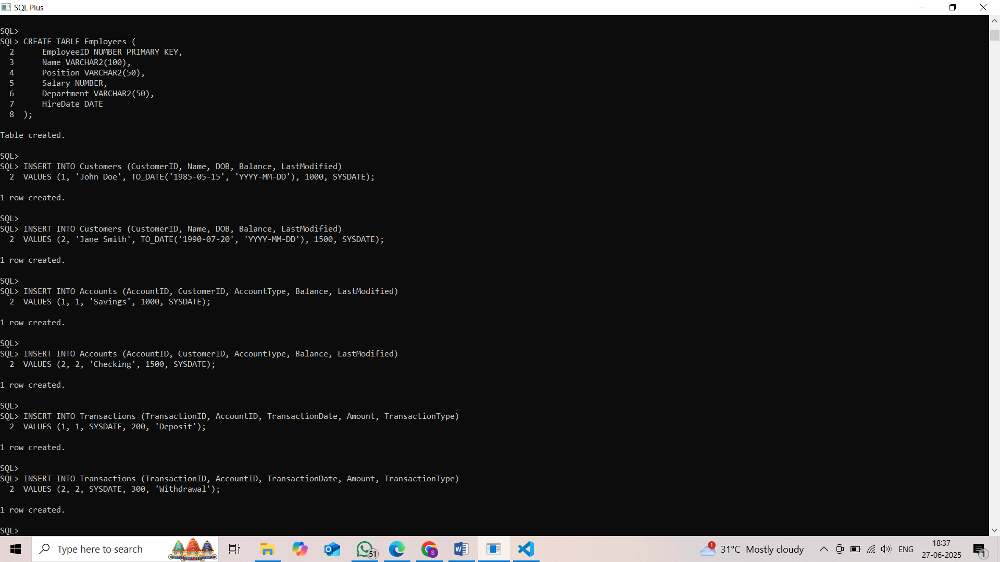 SQL Plus
SQL>
SQL> CREATE TABLE Employees (
  2      EmployeeID NUMBER PRIMARY KEY,
  3      Name VARCHAR2(100),
  4      Position VARCHAR2(50),
  5      Salary NUMBER,
  6      Department VARCHAR2(50),
  7      HireDate DATE
  8  );
Table created.
SQL>
SQL> INSERT INTO Customers (CustomerID, Name, DOB, Balance, LastModified)
  2  VALUES (1, 'John Doe', TO_DATE('1985-05-15', 'YYYY-MM-DD'), 1000, SYSDATE);
1 row created.
SQL>
SQL> INSERT INTO Customers (CustomerID, Name, DOB, Balance, LastModified)
  2  VALUES (2, 'Jane Smith', TO_DATE('1990-07-20', 'YYYY-MM-DD'), 1500, SYSDATE);
1 row created.
SQL>
SQL> INSERT INTO Accounts (AccountID, CustomerID, AccountType, Balance, LastModified)
  2  VALUES (1, 1, 'Savings', 1000, SYSDATE);
1 row created.
SQL>
SQL> INSERT INTO Accounts (AccountID, CustomerID, AccountType, Balance, LastModified)
  2  VALUES (2, 2, 'Checking', 1500, SYSDATE);
1 row created.
SQL>
SQL> INSERT INTO Transactions (TransactionID, AccountID, TransactionDate, Amount, TransactionType)
  2  VALUES (1, 1, SYSDATE, 200, 'Deposit');
1 row created.
SQL>
SQL> INSERT INTO Transactions (TransactionID, AccountID, TransactionDate, Amount, TransactionType)
  2  VALUES (2, 2, SYSDATE, 300, 'Withdrawal');
1 row created.
SQL>
Type here to search
51
S
1
31°C Mostly cloudy
ENG
18:37
27-06-2025
1